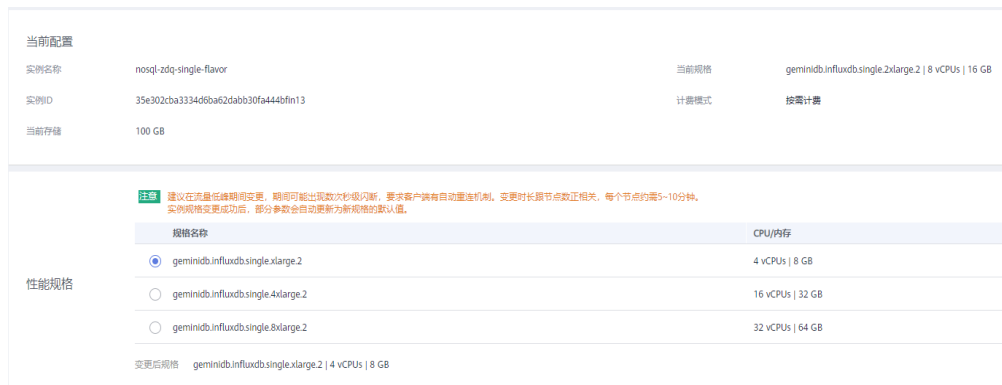 当前配置
实例名称 nosql-zdq-single-flavor 当前规格 geminidb.influxdb.single.2xlarge.2 | 8 vCPUs | 16 GB
实例ID 35e302cba3334d6ba62dabb30fa444bfin13 计费模式 按需计费
当前存储 100 GB
注意 建议在流量低峰期间变更，期间可能出现数次秒级闪断，要求客户端有自动重连机制。变更时长跟节点数正相关，每个节点约需5~10分钟。
实例规格变更成功后，部分参数会自动更新为新规格的默认值。
规格名称 CPU/内存
geminidb.influxdb.single.xlarge.2 4 vCPUs | 8 GB
性能规格
geminidb.influxdb.single.4xlarge.2 16 vCPUs | 32 GB
geminidb.influxdb.single.8xlarge.2 32 vCPUs | 64 GB
变更后规格 geminidb.influxdb.single.xlarge.2 | 4 vCPUs | 8 GB